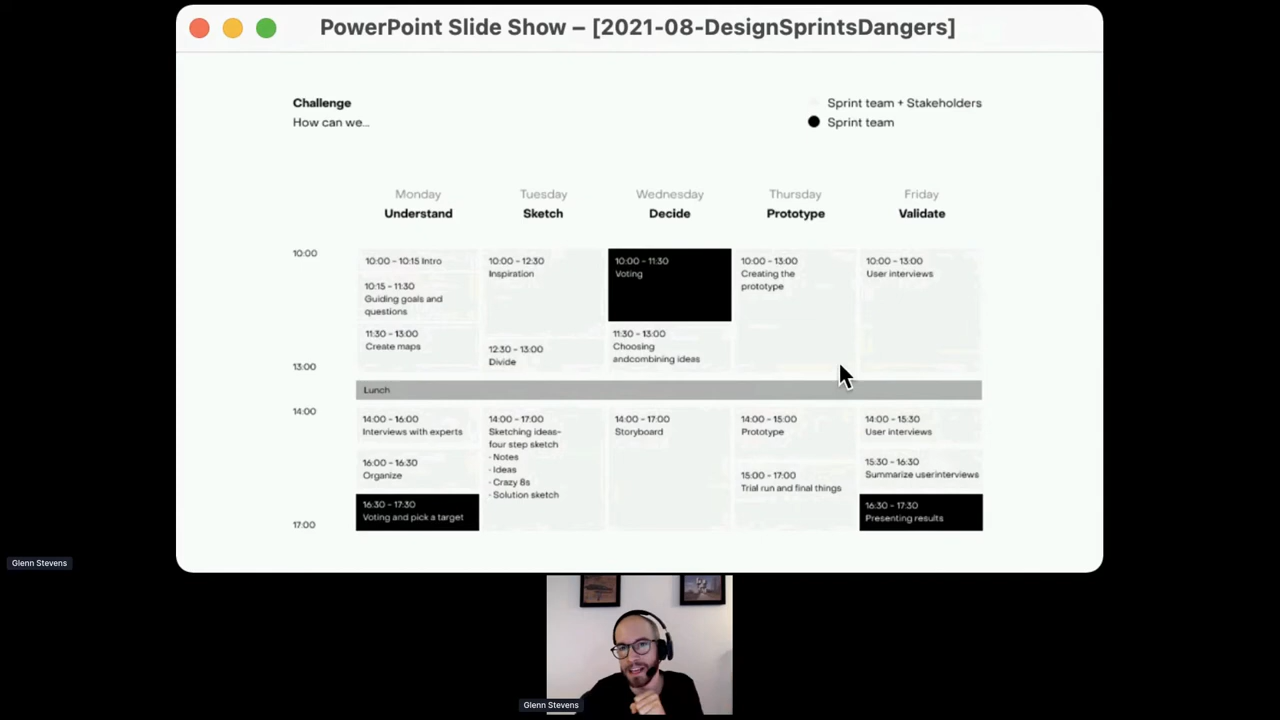 PowerPoint Slide Show – [2021-08-DesignSprintsDangers]
Challenge
How can we...
Sprint team + Stakeholders
Sprint team
Monday
Understand
Tuesday
Sketch
Wednesday
Decide
Thursday
Prototype
Friday
Validate
10:00
13:00
14:00
17:00
10:00 – 10:15 Intro
10:15 – 11:30
Guiding goals and
questions
11:30 – 13:00
Create maps
10:00 – 12:30
Inspiration
12:30 – 13:00
Divide
10:00 – 11:30
Voting
11:30 – 13:00
Choosing
andcombining ideas
10:00 – 13:00
Creating the
prototype
10:00 – 13:00
User interviews
Lunch
14:00 – 16:00
Interviews with experts
16:00 – 16:30
Organize
16:30 – 17:30
Voting and pick a target
14:00 – 17:00
Sketching ideas–
four step sketch
· Notes
· Ideas
· Crazy 8s
· Solution sketch
14:00 – 17:00
Storyboard
14:00 – 15:00
Prototype
15:00 – 17:00
Trial run and final things
14:00 – 15:30
User interviews
15:30 – 16:30
Summarize userinterviews
16:30 – 17:30
Presenting results
Glenn Stevens
Glenn Stevens